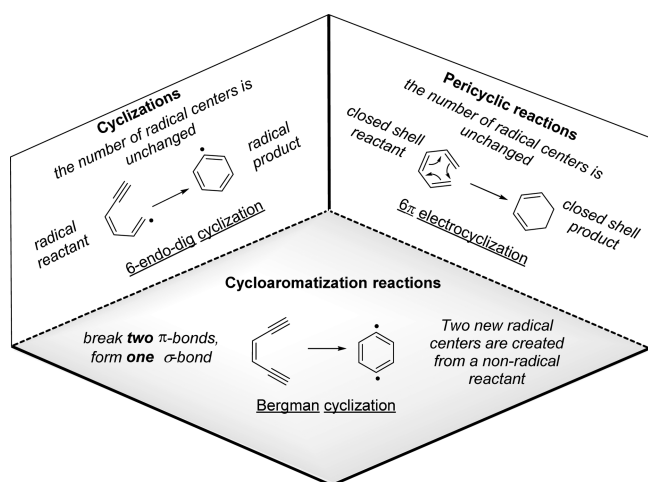 Cyclizations
the number of radical centers is
unchanged
radical
product
radical
reactant
6-endo-dig cyclization
Pericyclic reactions
the number of radical centers is
unchanged
closed shell
reactant
closed shell
product
6π electrocyclization
Cycloaromatization reactions
break two π-bonds,
form one σ-bond
Two new radical
centers are created
from a non-radical
reactant
Bergman cyclization